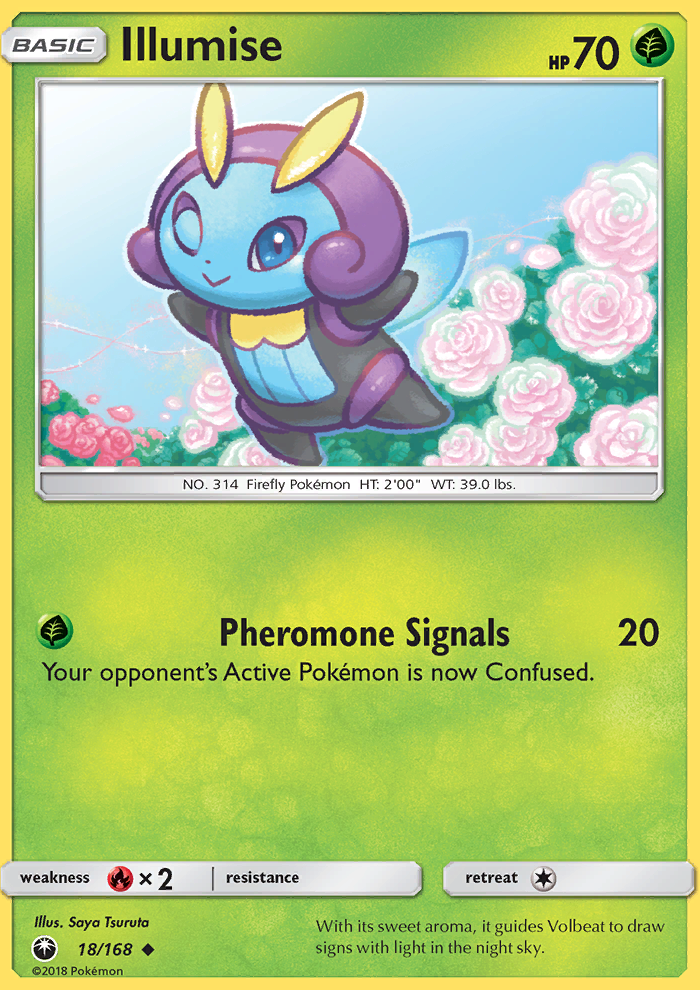 BASIC Illumise HP 70
NO. 314 Firefly Pokémon HT: 2'00" WT: 39.0 lbs.
Pheromone Signals 20
Your opponent's Active Pokémon is now Confused.
weakness × 2 resistance retreat
Illus. Saya Tsuruta
18/168
©2018 Pokémon
With its sweet aroma, it guides Volbeat to draw
signs with light in the night sky.